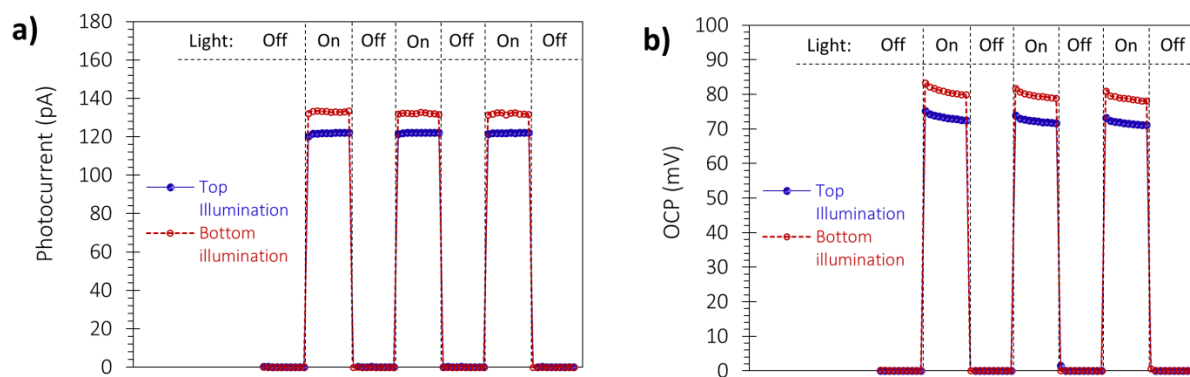 a)
Photocurrent (pA)
180
160
140
120
100
80
60
40
20
0
Light: Off On Off On Off On Off
Top
Illumination
Bottom
illumination
b)
OCP (mV)
100
90
80
70
60
50
40
30
20
10
0
Light: Off On Off On Off On Off
Top
Illumination
Bottom
illumination